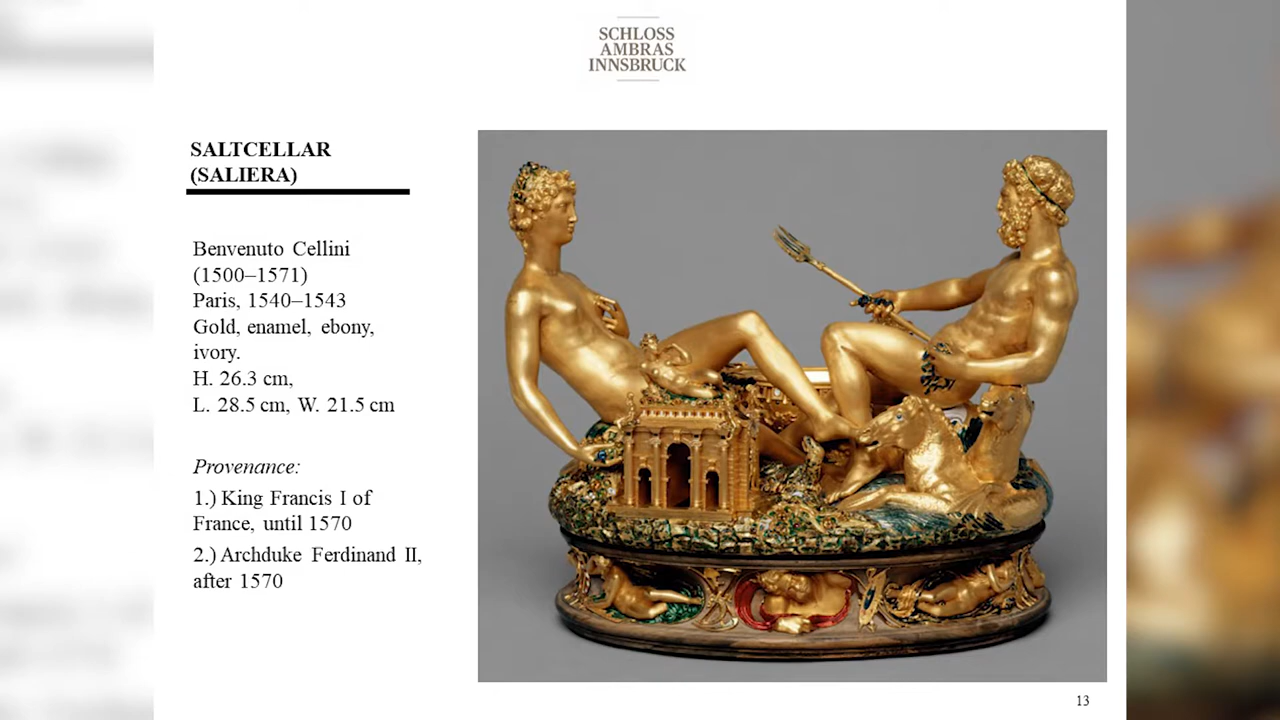 SCHLOSS
AMBRAS
INNSBRUCK
SALTCELLAR
(SALIERA)
Benvenuto Cellini
(1500–1571)
Paris, 1540–1543
Gold, enamel, ebony,
ivory.
H. 26.3 cm,
L. 28.5 cm, W. 21.5 cm
Provenance:
1.) King Francis I of
France, until 1570
2.) Archduke Ferdinand II,
after 1570
13